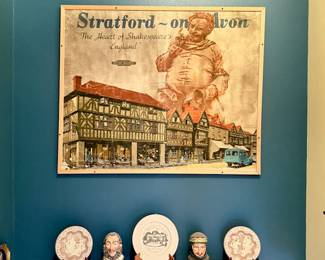 Stratford~on Avon
The Heart of Shakespeare's
England